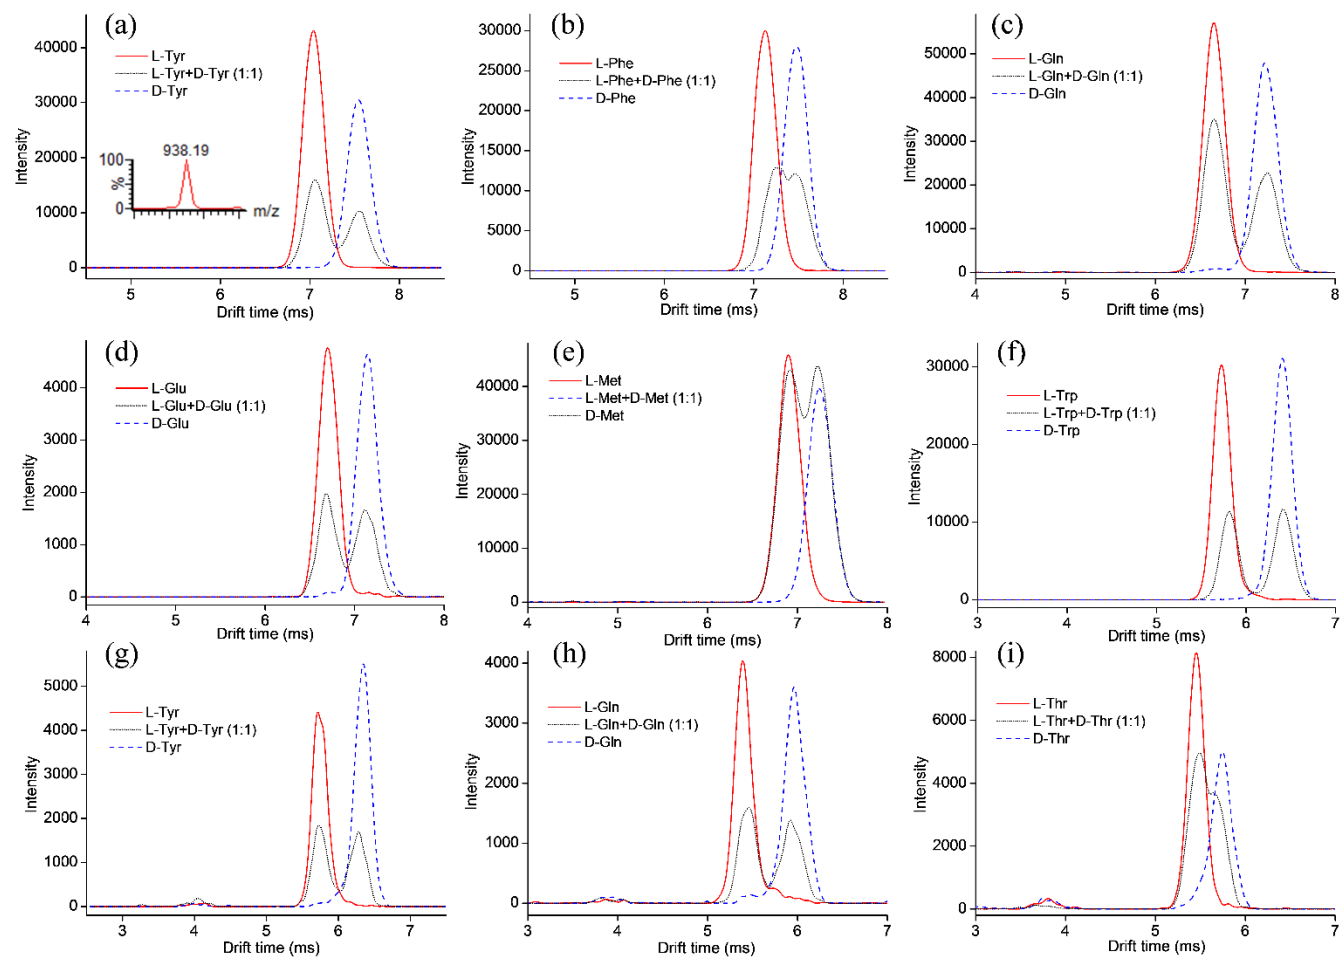 (a)
L-Tyr
L-Tyr+D-Tyr (1:1)
D-Tyr
938.19
100
%
0
m/z
Intensity
40000
30000
20000
10000
0
5
6
7
8
Drift time (ms)
(b)
L-Phe
L-Phe+D-Phe (1:1)
D-Phe
Intensity
30000
25000
20000
15000
10000
5000
0
5
6
7
8
Drift time (ms)
(c)
L-Gln
L-Gln+D-Gln (1:1)
D-Gln
Intensity
50000
40000
30000
20000
10000
0
4
5
6
7
8
Drift time (ms)
(d)
L-Glu
L-Glu+D-Glu (1:1)
D-Glu
Intensity
4000
3000
2000
1000
0
4
5
6
7
8
Drift time (ms)
(e)
L-Met
L-Met+D-Met (1:1)
D-Met
Intensity
40000
30000
20000
10000
0
4
5
6
7
8
Drift time (ms)
(f)
L-Trp
L-Trp+D-Trp (1:1)
D-Trp
Intensity
30000
20000
10000
0
3
4
5
6
7
Drift time (ms)
(g)
L-Tyr
L-Tyr+D-Tyr (1:1)
D-Tyr
Intensity
5000
4000
3000
2000
1000
0
3
4
5
6
7
Drift time (ms)
(h)
L-Gln
L-Gln+D-Gln (1:1)
D-Gln
Intensity
4000
3000
2000
1000
0
3
4
5
6
7
Drift time (ms)
(i)
L-Thr
L-Thr+D-Thr (1:1)
D-Thr
Intensity
8000
6000
4000
2000
0
3
4
5
6
7
Drift time (ms)